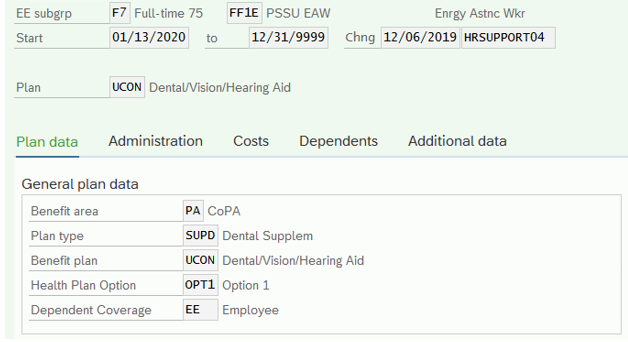 EE subgrp F7 Full-time 75 FF1E PSSU EAW Enrgy Astnc Wkr
Start 01/13/2020 to 12/31/9999 Chng 12/06/2019 HRSUPPORT04
Plan UCON Dental/Vision/Hearing Aid
Plan data Administration Costs Dependents Additional data
General plan data
Benefit area PA CoPA
Plan type SUPD Dental Supplem
Benefit plan UCON Dental/Vision/Hearing Aid
Health Plan Option OPT1 Option 1
Dependent Coverage EE Employee